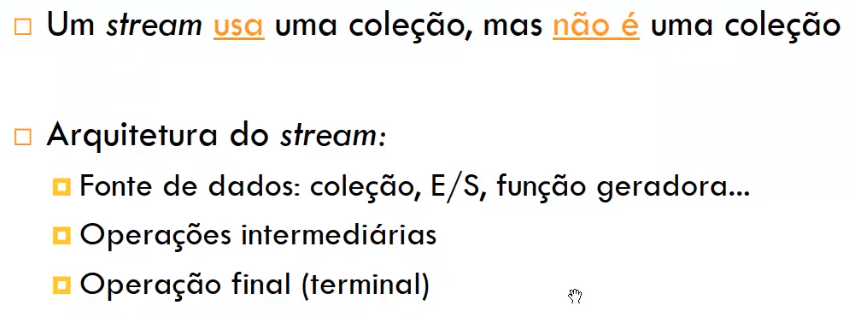 Um stream usa uma coleção, mas não é uma coleção
Arquitetura do stream:
Fonte de dados: coleção, E/S, função geradora...
Operações intermediárias
Operação final (terminal)